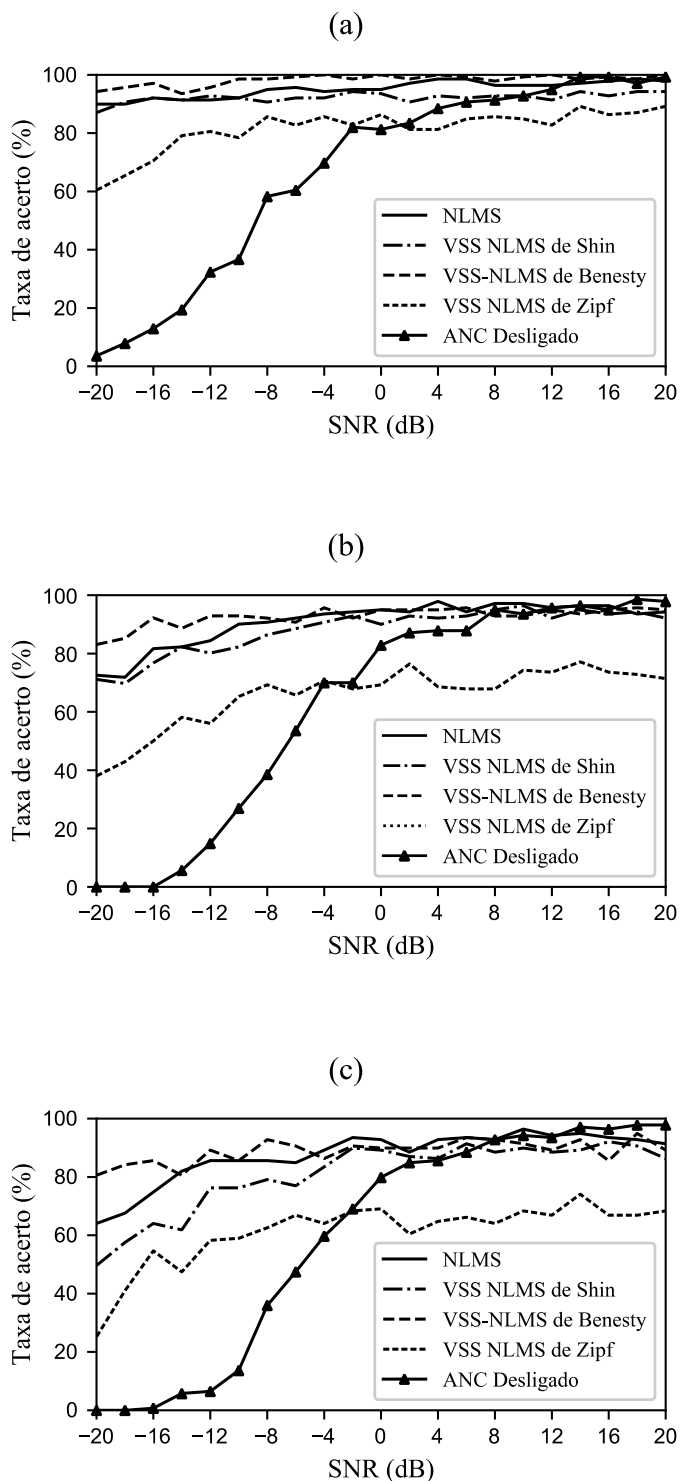 (a)
Taxa de acerto (%)
100
80
60
40
20
0
−20 −16 −12 −8 −4 0 4 8 12 16 20
SNR (dB)
NLMS
VSS NLMS de Shin
VSS-NLMS de Benesty
VSS NLMS de Zipf
ANC Desligado
(b)
Taxa de acerto (%)
100
80
60
40
20
0
−20 −16 −12 −8 −4 0 4 8 12 16 20
SNR (dB)
NLMS
VSS NLMS de Shin
VSS-NLMS de Benesty
VSS NLMS de Zipf
ANC Desligado
(c)
Taxa de acerto (%)
100
80
60
40
20
0
−20 −16 −12 −8 −4 0 4 8 12 16 20
SNR (dB)
NLMS
VSS NLMS de Shin
VSS-NLMS de Benesty
VSS NLMS de Zipf
ANC Desligado